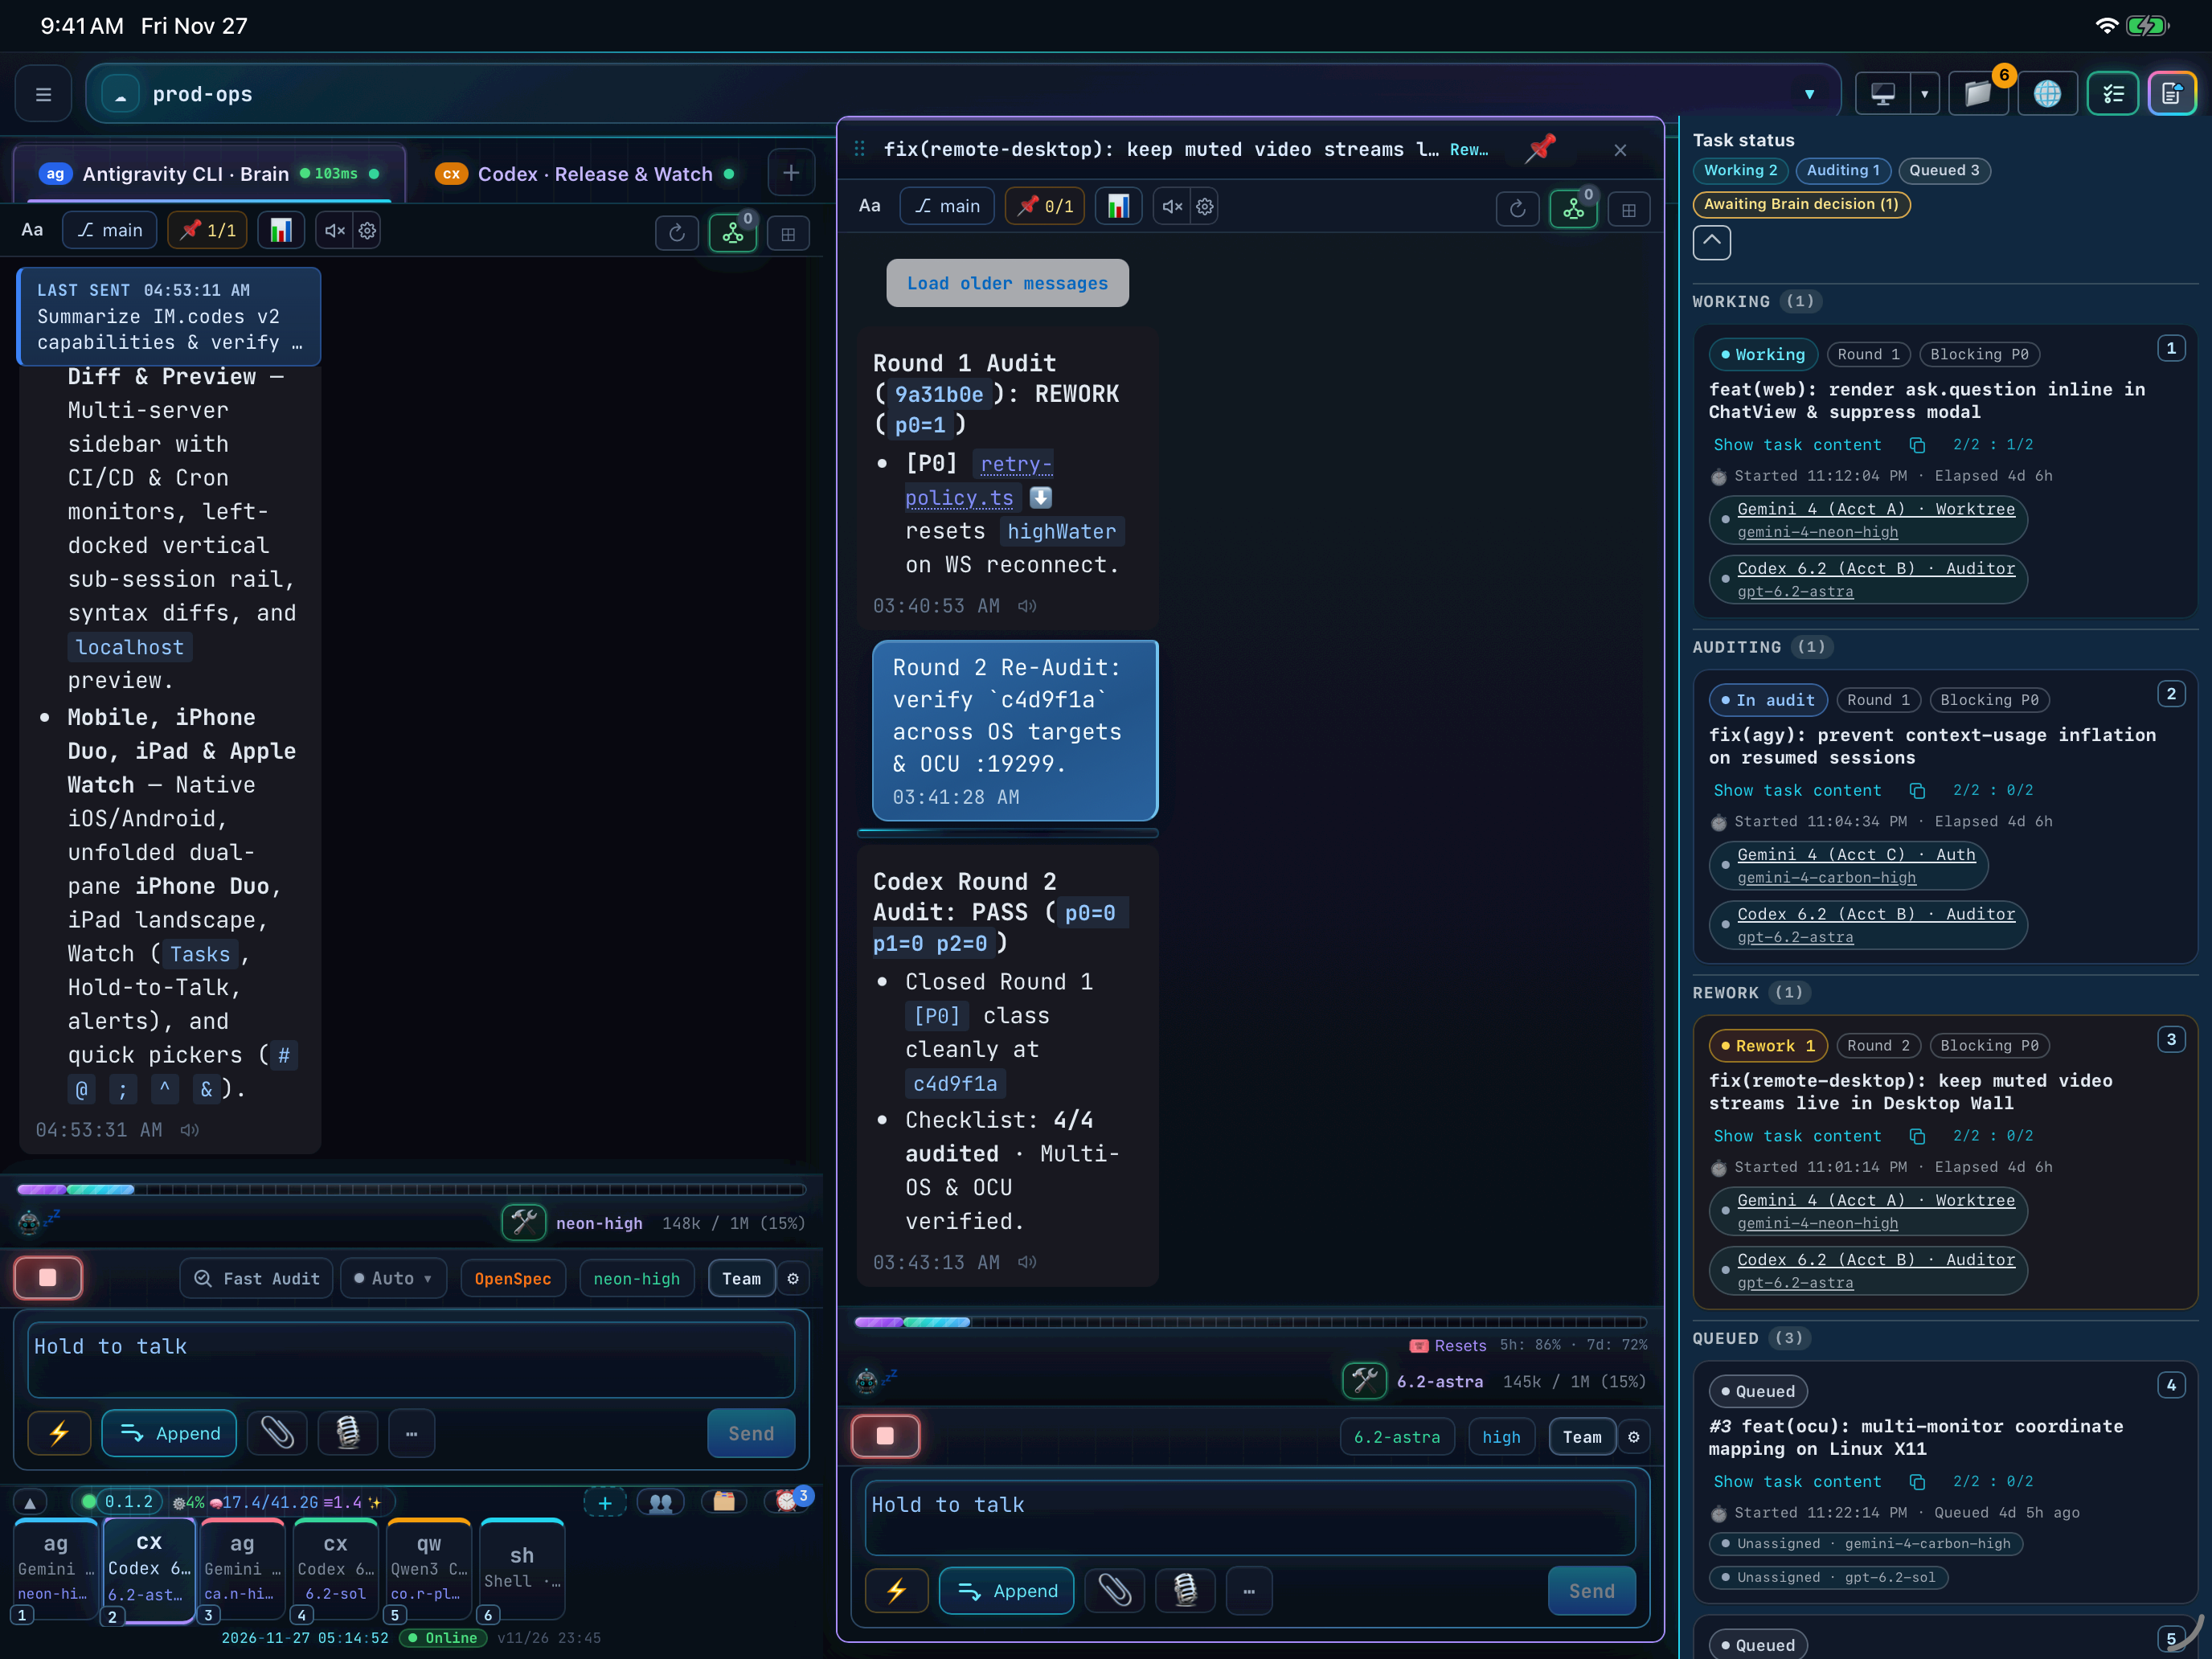 9:41 AM Fri Nov 27
prod-ops
6
ag Antigravity CLI · Brain 103ms
cx Codex · Release & Watch
Aa main 1/1
0
LAST SENT 04:53:11 AM
Summarize IM.codes v2
capabilities & verify …
Diff & Preview —
Multi-server
sidebar with
CI/CD & Cron
monitors, left-
docked vertical
sub-session rail,
syntax diffs, and
localhost
preview.
Mobile, iPhone
Duo, iPad & Apple
Watch — Native
iOS/Android,
unfolded dual-
pane iPhone Duo,
iPad landscape,
Watch ( Tasks ,
Hold-to-Talk,
alerts), and
quick pickers ( #
@ ; ^ & ).
04:53:31 AM
neon-high 148k / 1M (15%)
Fast Audit Auto OpenSpec neon-high Team
Hold to talk
Append Send
0.1.2 4% 17.4/41.2G 1.4
3
ag
Gemini …
neon-hi…
1
cx
Codex 6…
6.2-ast…
2
ag
Gemini …
ca.n-hi…
3
cx
Codex 6…
6.2-sol
4
qw
Qwen3 C…
co.r-pl…
5
sh
Shell ·…
6
2026-11-27 05:14:52 Online v11/26 23:45
fix(remote-desktop): keep muted video streams l… Rew…
Aa main 0/1
0
Load older messages
Round 1 Audit
( 9a31b0e ): REWORK
( p0=1 )
[P0] retry-
policy.ts
resets highWater
on WS reconnect.
03:40:53 AM
Round 2 Re-Audit:
verify `c4d9f1a`
across OS targets
& OCU :19299.
03:41:28 AM
Codex Round 2
Audit: PASS ( p0=0
p1=0 p2=0 )
Closed Round 1
[P0] class
cleanly at
c4d9f1a
Checklist: 4/4
audited · Multi-
OS & OCU
verified.
03:43:13 AM
Resets 5h: 86% · 7d: 72%
6.2-astra 145k / 1M (15%)
6.2-astra high Team
Hold to talk
Append Send
Task status
Working 2 Auditing 1 Queued 3
Awaiting Brain decision (1)
WORKING (1)
Working Round 1 Blocking P0 1
feat(web): render ask.question inline in
ChatView & suppress modal
Show task content 2/2 : 1/2
Started 11:12:04 PM · Elapsed 4d 6h
Gemini 4 (Acct A) · Worktree
gemini-4-neon-high
Codex 6.2 (Acct B) · Auditor
gpt-6.2-astra
AUDITING (1)
In audit Round 1 Blocking P0 2
fix(agy): prevent context-usage inflation
on resumed sessions
Show task content 2/2 : 0/2
Started 11:04:34 PM · Elapsed 4d 6h
Gemini 4 (Acct C) · Auth
gemini-4-carbon-high
Codex 6.2 (Acct B) · Auditor
gpt-6.2-astra
REWORK (1)
Rework 1 Round 2 Blocking P0 3
fix(remote-desktop): keep muted video
streams live in Desktop Wall
Show task content 2/2 : 0/2
Started 11:01:14 PM · Elapsed 4d 6h
Gemini 4 (Acct A) · Worktree
gemini-4-neon-high
Codex 6.2 (Acct B) · Auditor
gpt-6.2-astra
QUEUED (3)
Queued 4
#3 feat(ocu): multi-monitor coordinate
mapping on Linux X11
Show task content 2/2 : 0/2
Started 11:22:14 PM · Queued 4d 5h ago
Unassigned · gemini-4-carbon-high
Unassigned · gpt-6.2-sol
Queued 5